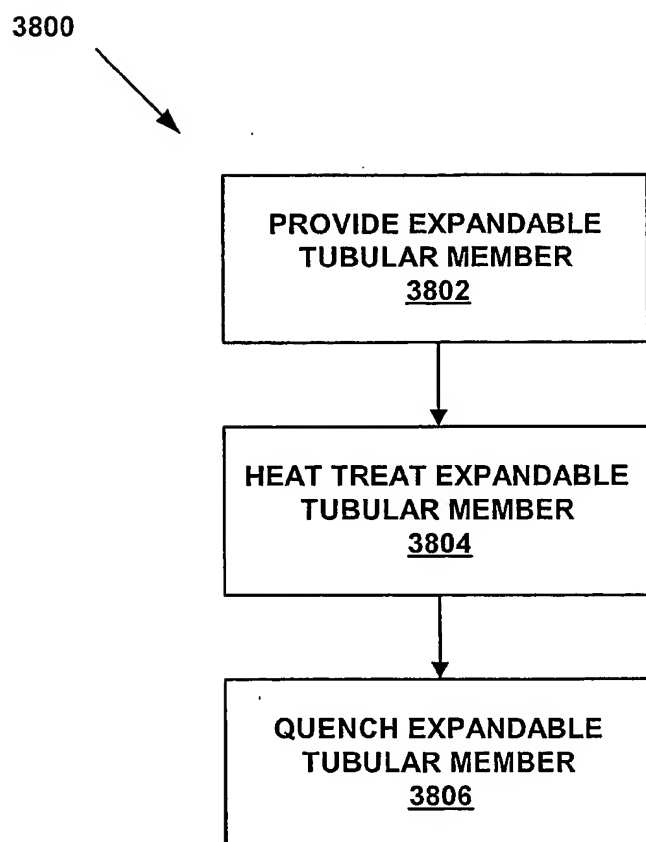 3800
PROVIDE EXPANDABLE
TUBULAR MEMBER
3802
HEAT TREAT EXPANDABLE
TUBULAR MEMBER
3804
QUENCH EXPANDABLE
TUBULAR MEMBER
3806